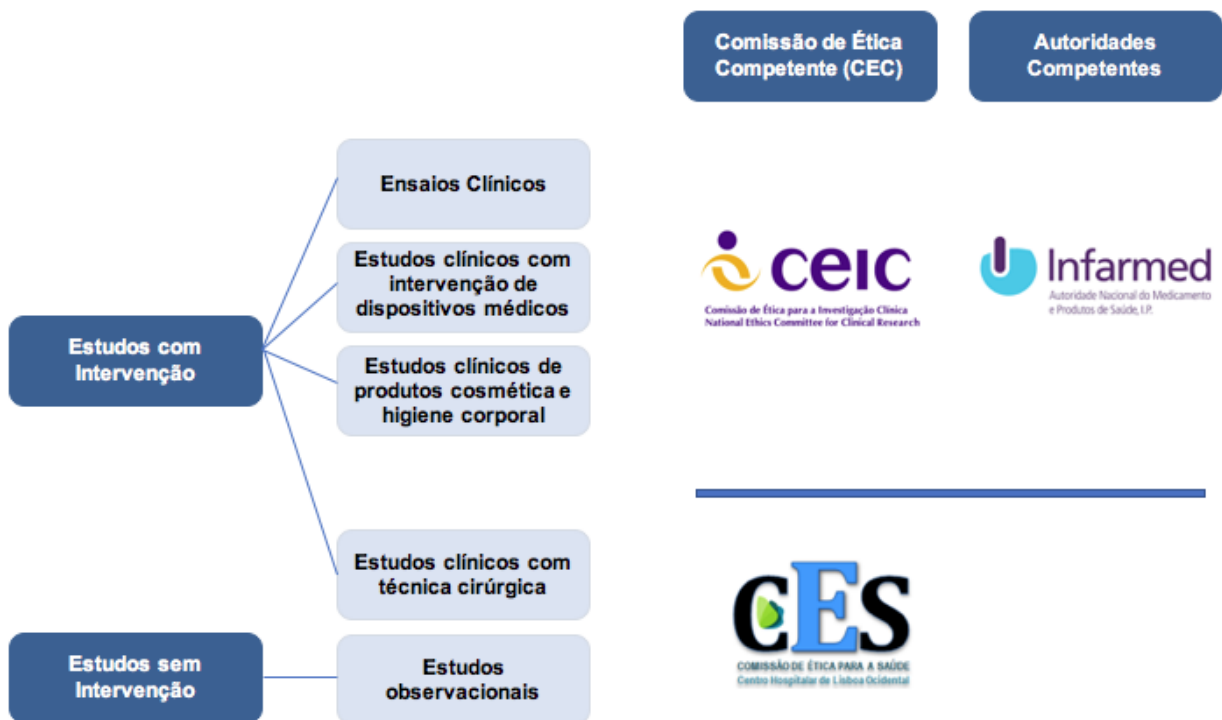 Comissão de Ética
Competente (CEC)
Autoridades
Competentes
Ensaios Clínicos
Estudos clínicos com
intervenção de
dispositivos médicos
Estudos com
Intervenção
Estudos clínicos de
produtos cosmética e
higiene corporal
ceic
Comissão de Ética para a Investigação Clínica
National Ethics Committee for Clinical Research
Infarmed
Autoridade Nacional do Medicamento
e Produtos de Saúde, I.P.
Estudos clínicos com
técnica cirúrgica
Estudos sem
Intervenção
Estudos
observacionais
CES
COMISSÃO DE ÉTICA PARA A SAÚDE
Centro Hospitalar de Lisboa Ocidental